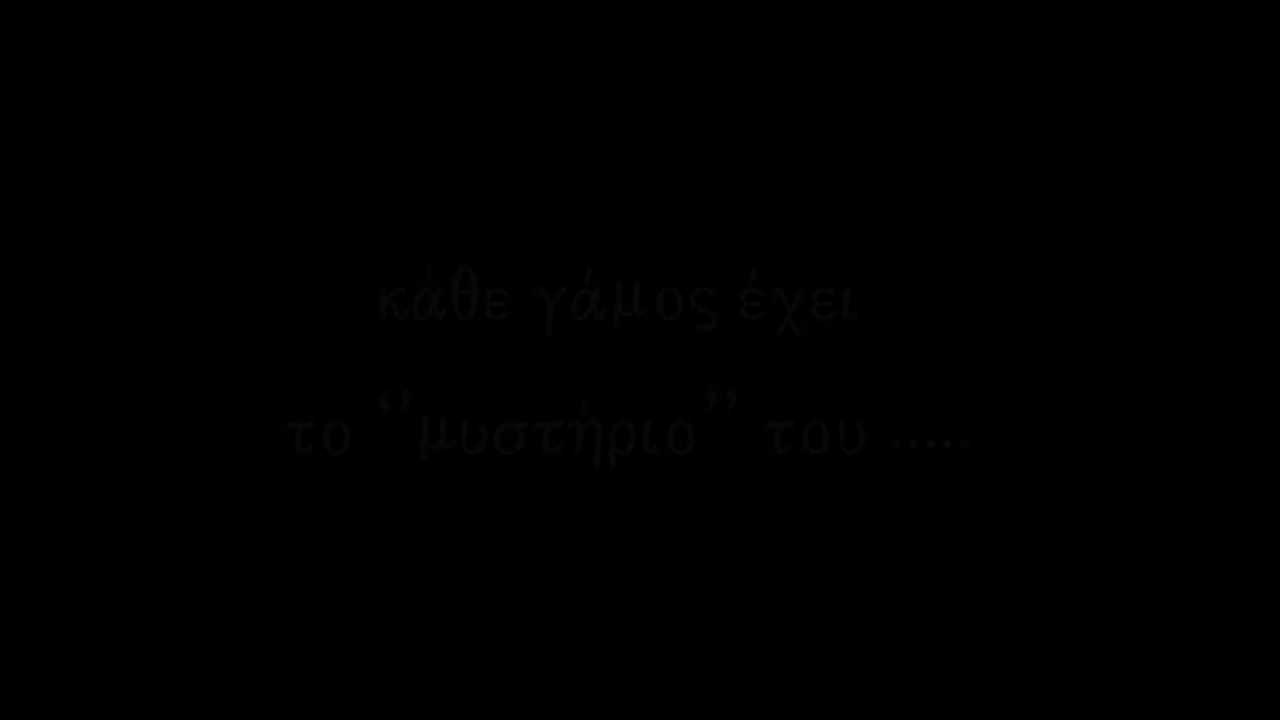 κάθε γάμος έχει
το ‘’μυστήριο’’ του .....